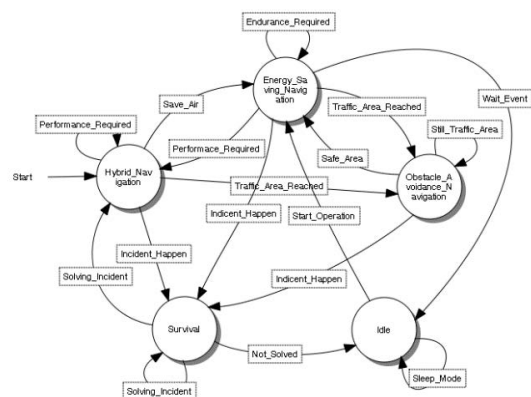 Endurance_Required
Energy_Sa
ving_Navig
ation
Save_Air
Wait_Event
Performance_Required
Traffic_Area_Reached
Still_Traffic_Area
Performace_Required
Safe_Area
Start
Hybrid_Nav
igation
Traffic_Area_Reached
Obstacle_A
voidance_N
avigation
Indicent_Happen
Start_Operation
Incident_Happen
Solving_Incident
Indicent_Happen
Survival
Idle
Not_Solved
Sleep_Mode
Solving_Incident